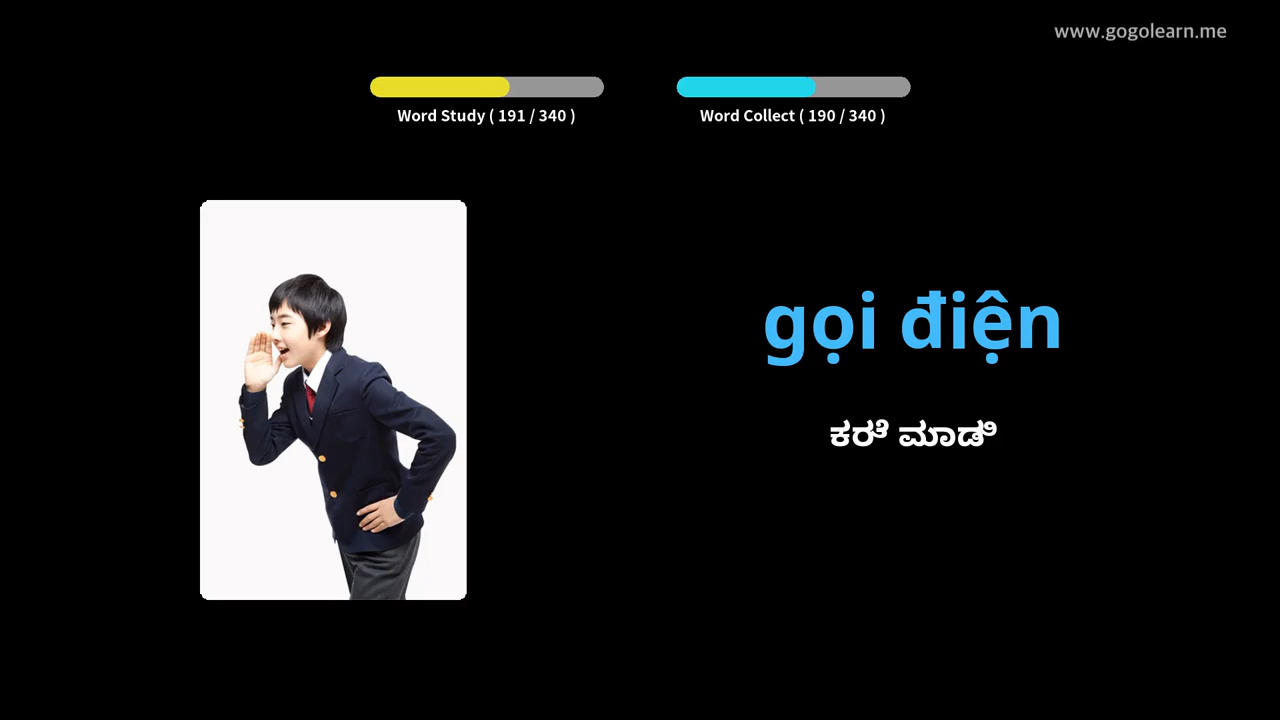 www.gogolearn.me
Word Study ( 191 / 340 )
Word Collect ( 190 / 340 )
gọi điện
ಕರೆ ಮಾಡಿ